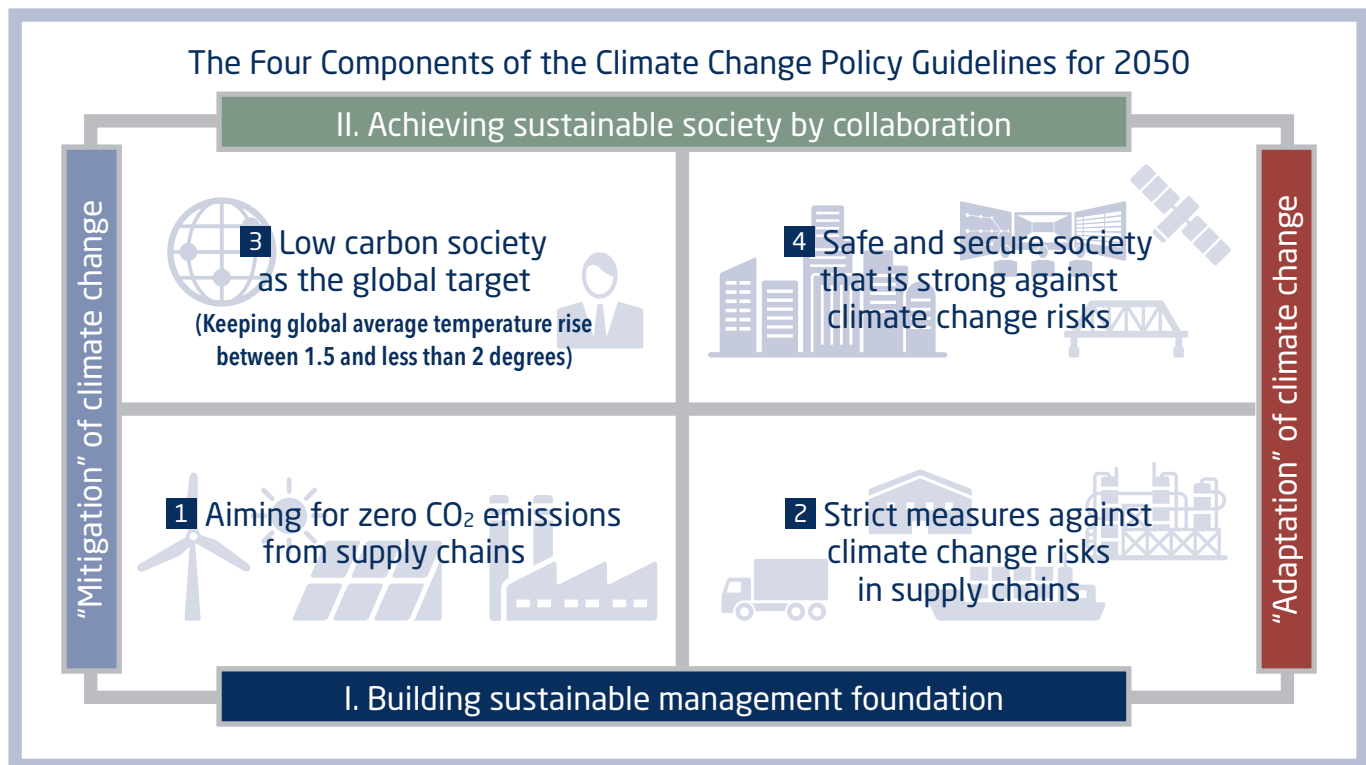 The Four Components of the Climate Change Policy Guidelines for 2050
II. Achieving sustainable society by collaboration
"Mitigation" of climate change
3 Low carbon society
as the global target
(Keeping global average temperature rise
between 1.5 and less than 2 degrees)
4 Safe and secure society
that is strong against
climate change risks
"Adaptation" of climate change
1 Aiming for zero CO₂ emissions
from supply chains
2 Strict measures against
climate change risks
in supply chains
I. Building sustainable management foundation